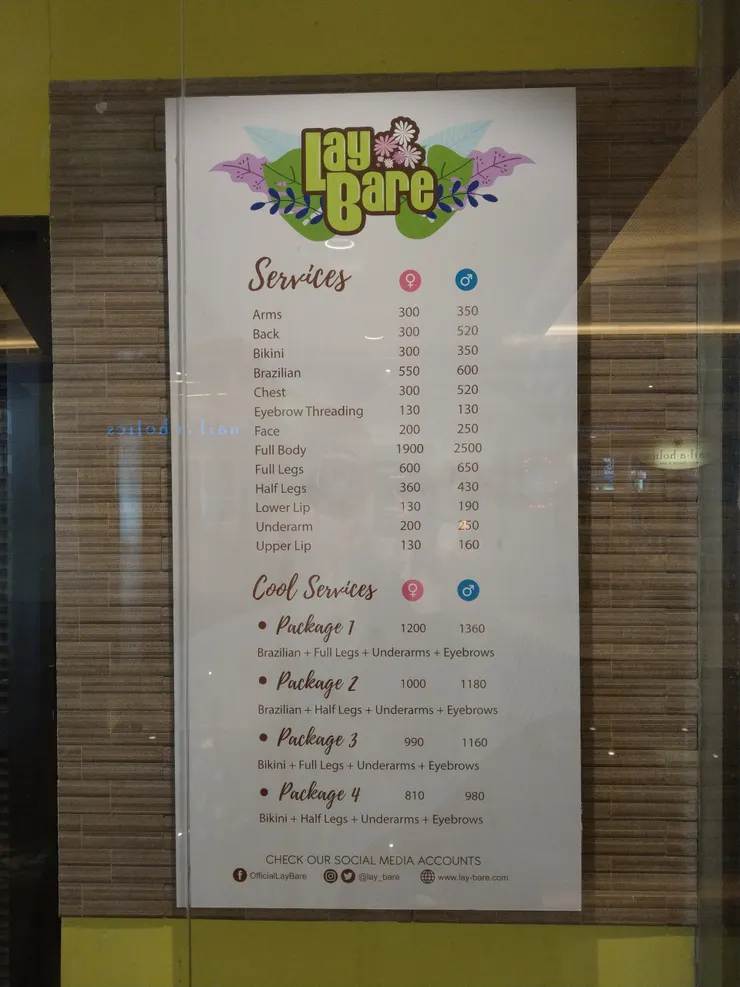 Lay
Bare
Services ♀ ♂
Arms 300 350
Back 300 520
Bikini 300 350
Brazilian 550 600
Chest 300 520
Eyebrow Threading 130 130
Face 200 250
Full Body 1900 2500
Full Legs 600 650
Half Legs 360 430
Lower Lip 130 190
Underarm 200 250
Upper Lip 130 160
nail.a.holics
nail.a.holi
Cool Services ♀ ♂
• Package 1 1200 1360
Brazilian + Full Legs + Underarms + Eyebrows
• Package 2 1000 1180
Brazilian + Half Legs + Underarms + Eyebrows
• Package 3 990 1160
Bikini + Full Legs + Underarms + Eyebrows
• Package 4 810 980
Bikini + Half Legs + Underarms + Eyebrows
CHECK OUR SOCIAL MEDIA ACCOUNTS
OfficialLayBare @lay_bare www.lay-bare.com